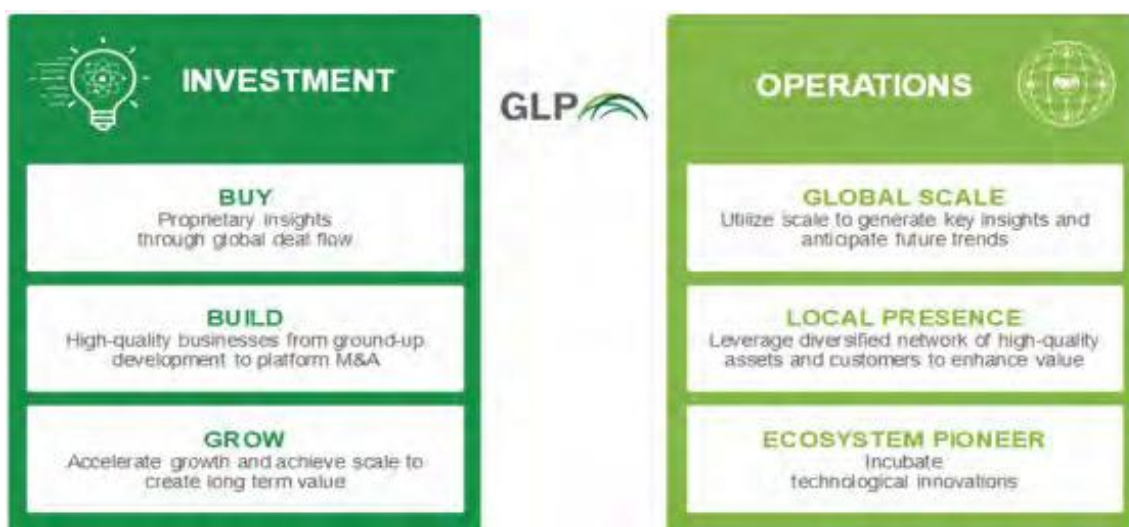 INVESTMENT
BUY
Proprietary insights
through global deal flow
BUILD
High-quality businesses from ground-up
development to platform M&A
GROW
Accelerate growth and achieve scale to
create long term value
GLP
OPERATIONS
GLOBAL SCALE
Utilize scale to generate key insights and
anticipate future trends
LOCAL PRESENCE
Leverage diversified network of high-quality
assets and customers to enhance value
ECOSYSTEM PIONEER
Incubate
technological innovations